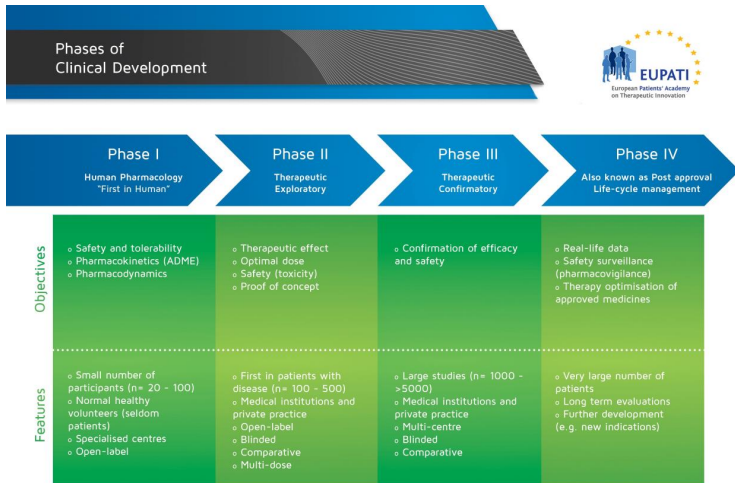 Phases of
Clinical Development
EUPATI
European Patients' Academy
on Therapeutic Innovation
Phase I
Human Pharmacology
"First in Human"
Phase II
Therapeutic
Exploratory
Phase III
Therapeutic
Confirmatory
Phase IV
Also known as Post approval
Life-cycle management
Objectives
o Safety and tolerability
o Pharmacokinetics (ADME)
o Pharmacodynamics
o Therapeutic effect
o Optimal dose
o Safety (toxicity)
o Proof of concept
o Confirmation of efficacy
and safety
o Real-life data
o Safety surveillance
(pharmacovigilance)
o Therapy optimisation of
approved medicines
Features
o Small number of
participants (n= 20 - 100)
o Normal healthy
volunteers (seldom
patients)
o Specialised centres
o Open-label
o First in patients with
disease (n= 100 - 500)
o Medical institutions and
private practice
o Open-label
o Blinded
o Comparative
o Multi-dose
o Large studies (n= 1000 -
>5000)
o Medical institutions and
private practice
o Multi-centre
o Blinded
o Comparative
o Very large number of
patients
o Long term evaluations
o Further development
(e.g. new indications)